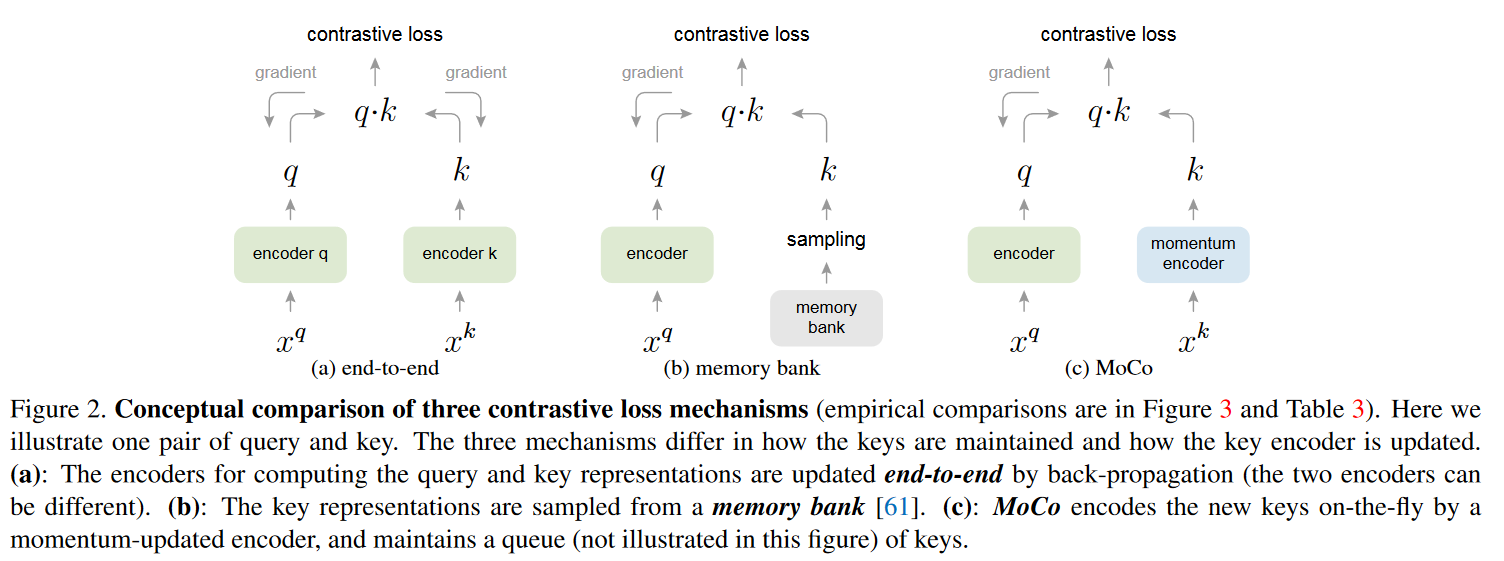 contrastive loss
gradient
gradient
q·k
q
k
encoder q
encoder k
x^q
x^k
(a) end-to-end
contrastive loss
gradient
q·k
q
k
encoder
sampling
memory
bank
x^q
(b) memory bank
contrastive loss
gradient
q·k
q
k
encoder
momentum
encoder
x^q
x^k
(c) MoCo
Figure 2. Conceptual comparison of three contrastive loss mechanisms (empirical comparisons are in Figure 3 and Table 3). Here we
illustrate one pair of query and key. The three mechanisms differ in how the keys are maintained and how the key encoder is updated.
(a): The encoders for computing the query and key representations are updated end-to-end by back-propagation (the two encoders can
be different). (b): The key representations are sampled from a memory bank [61]. (c): MoCo encodes the new keys on-the-fly by a
momentum-updated encoder, and maintains a queue (not illustrated in this figure) of keys.